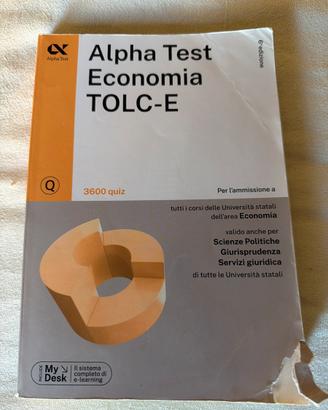 Alpha Test
Alpha Test
Economia
TOLC-E
6ª edizione
Q
3600 quiz
Per l'ammissione a
tutti i corsi delle Università statali
dell'area Economia
valido anche per
Scienze Politiche
Giurisprudenza
Servizi giuridica
di tutte le Università statali
INCLUDE
My
Desk
Il sistema
completo di
e-learning